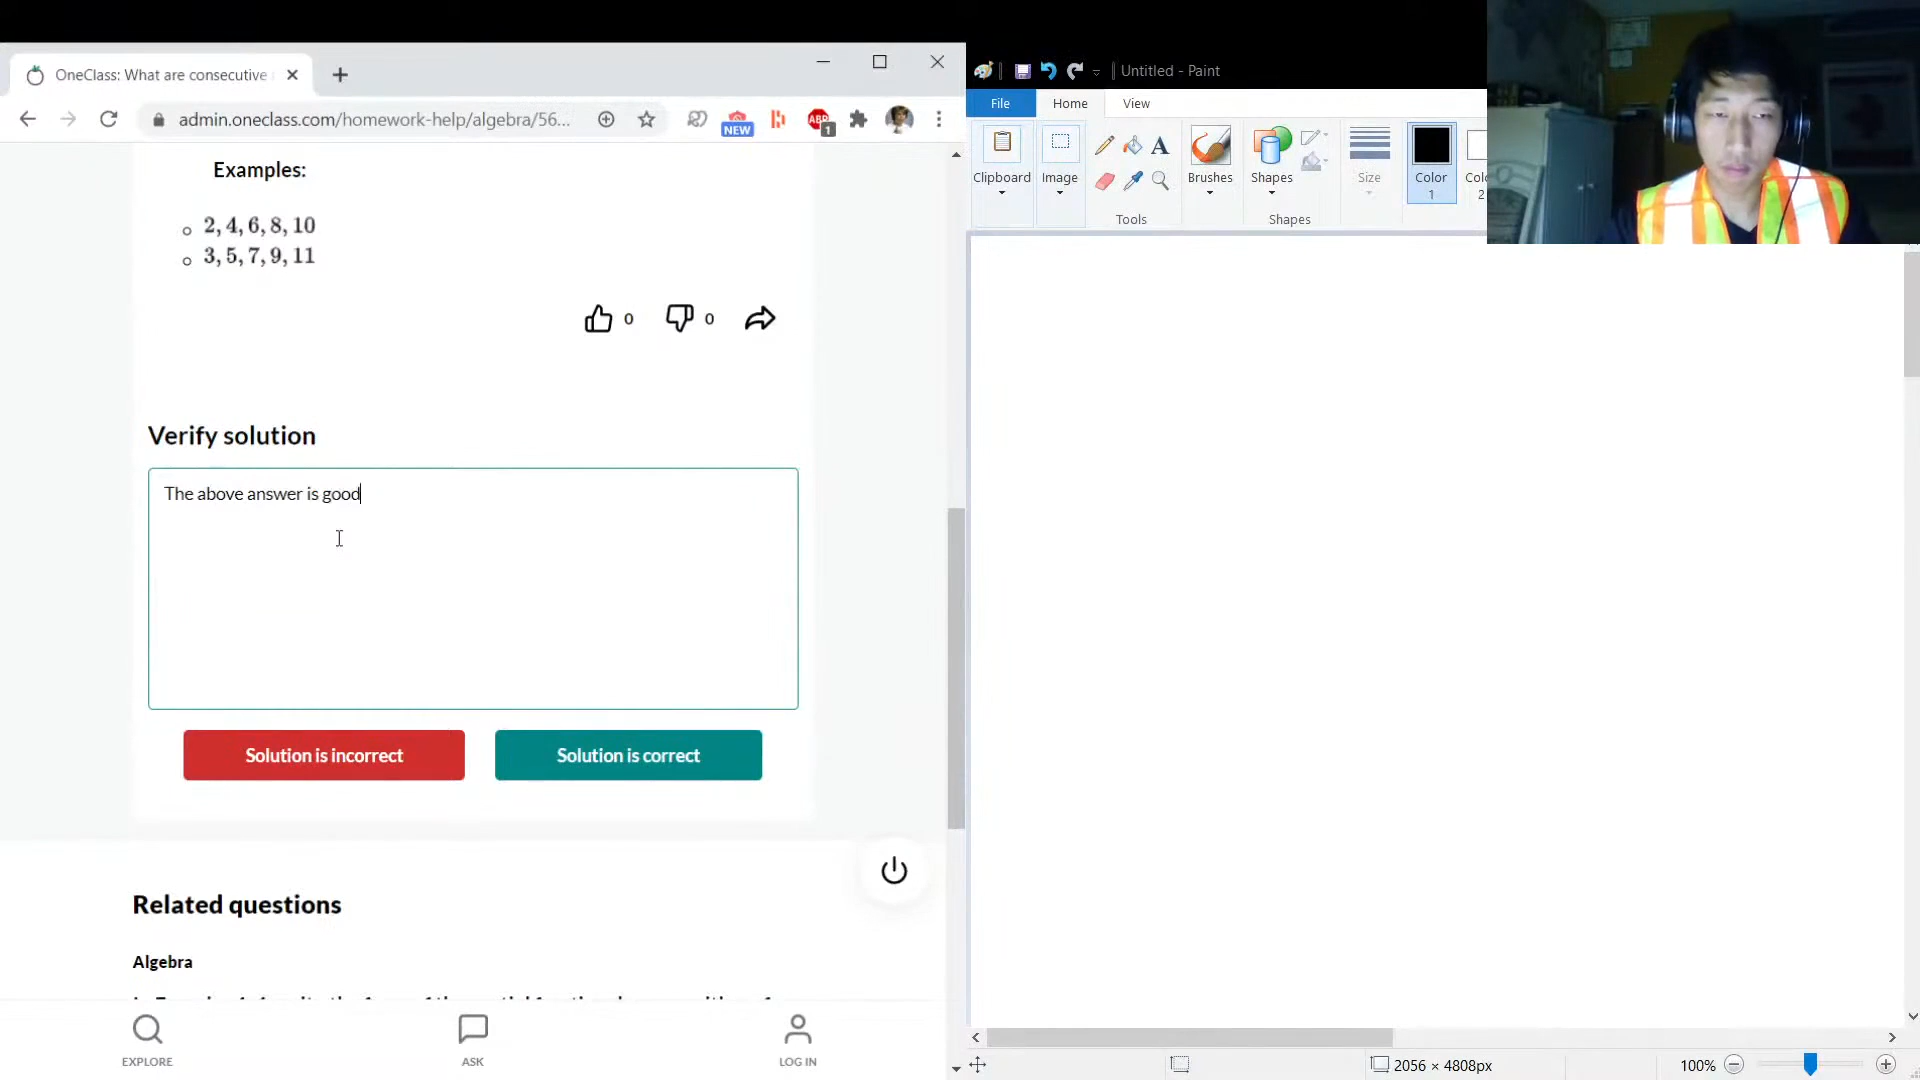 OneClass: What are consecutive
Untitled - Paint
File
Home
View
admin.oneclass.com/homework-help/algebra/56...
NEW
ABP
1
Clipboard
Image
Brushes
Shapes
Size
Color
1
2
Tools
Shapes
Examples:
2, 4, 6, 8, 10
3, 5, 7, 9, 11
0
0
Verify solution
The above answer is good
Solution is incorrect
Solution is correct
Related questions
Algebra
EXPLORE
ASK
LOG IN
2056 × 4808px
100%